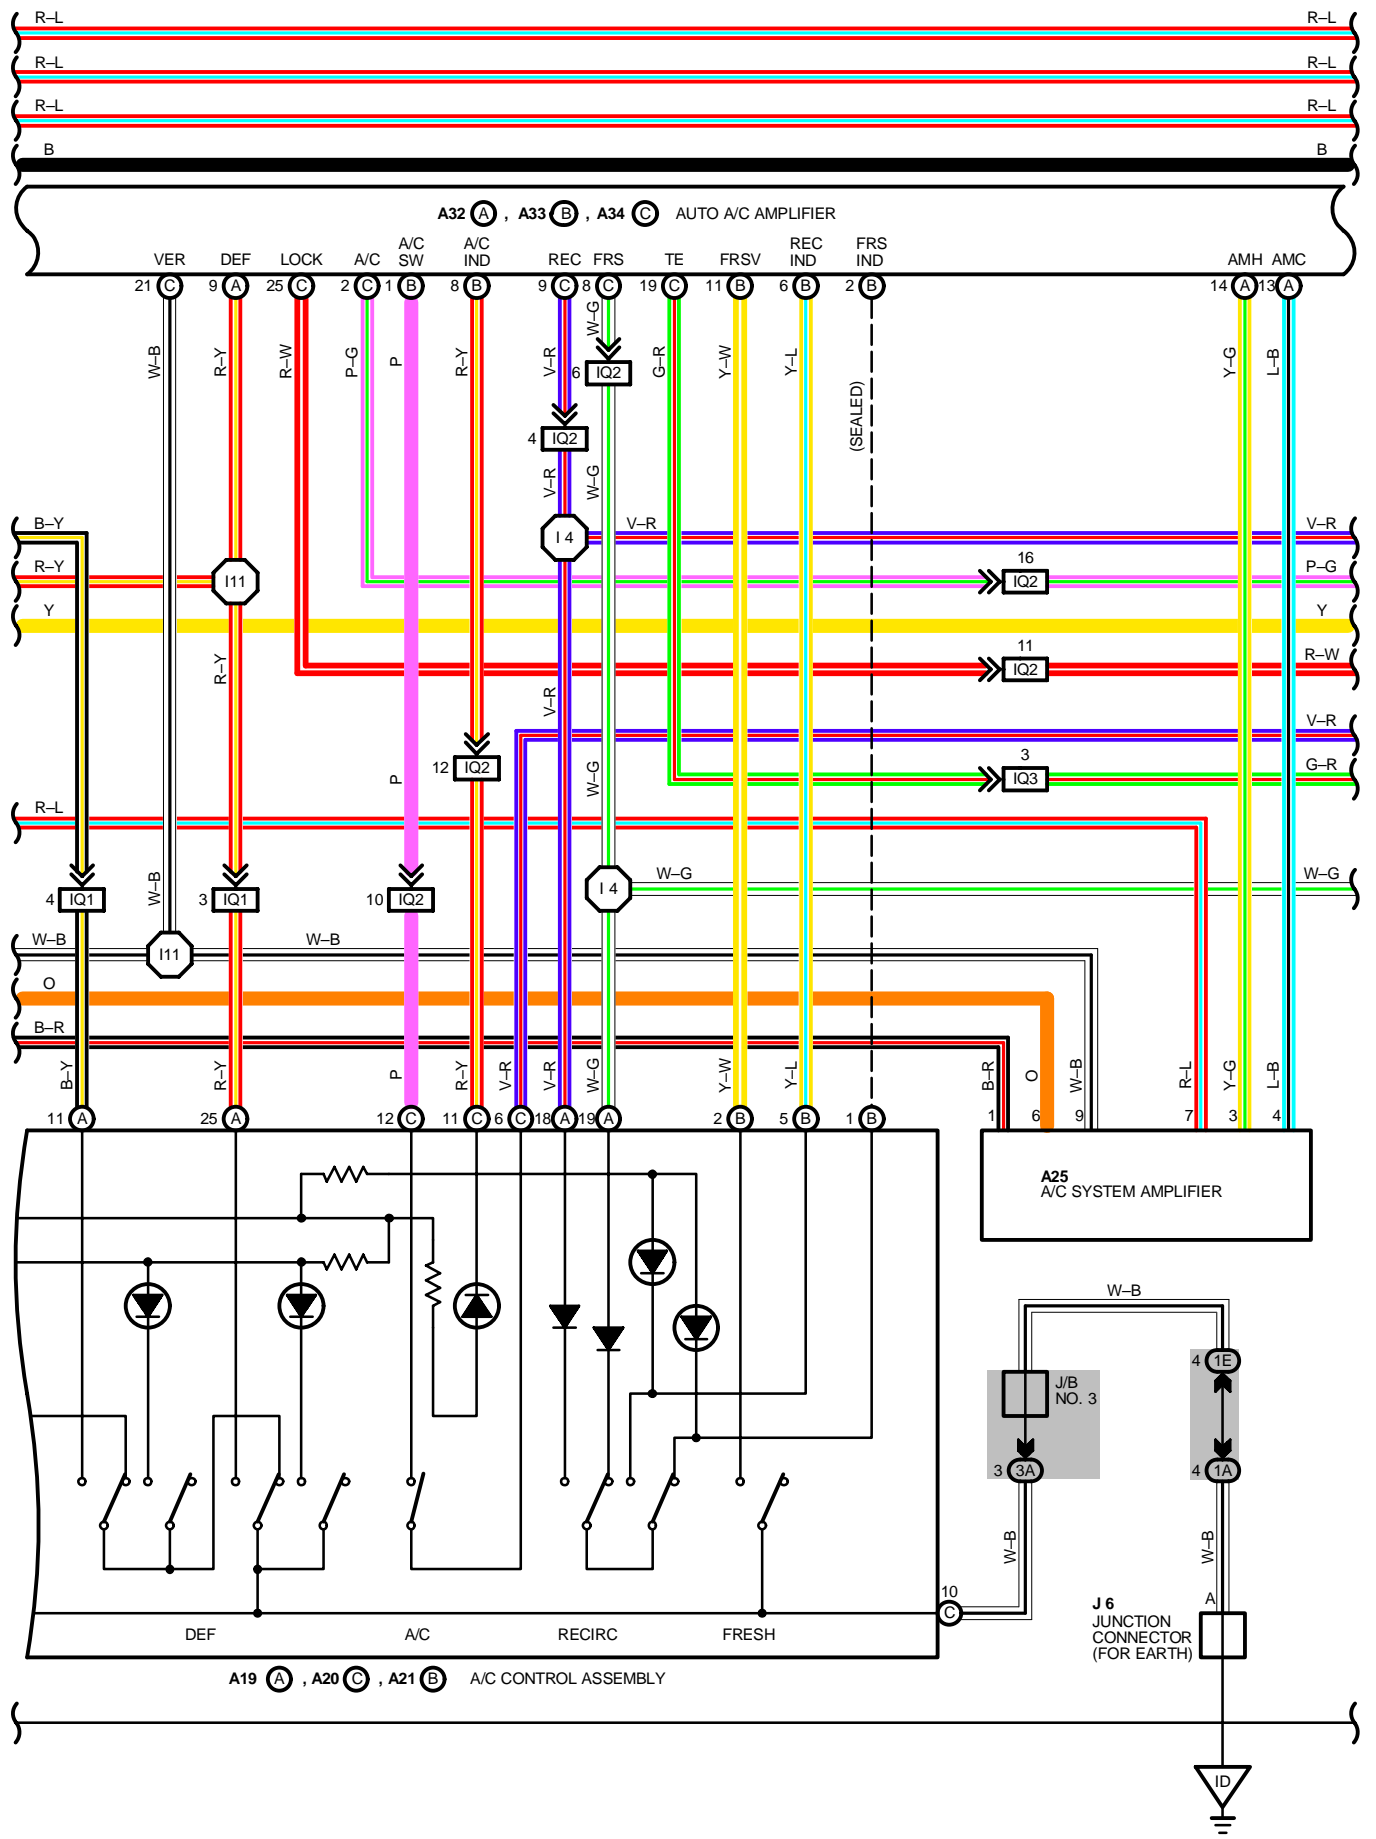 R–L R–L
R–L R–L
R–L R–L
B B
A32 A , A33 B , A34 C AUTO A/C AMPLIFIER
VER DEF LOCK A/C A/C SW A/C IND REC FRS TE FRSV REC IND FRS IND AMH AMC
21 C 9 A 25 C 2 C 1 B 8 B 9 C 8 C 19 C 11 B 6 B 2 B 14 A 13 A
W–G
W–B R–Y R–W P–G P R–Y V–R G–R Y–W Y–L Y–G L–B
6 IQ2
(SEALED)
4 IQ2
V–R W–G
B–Y V–R V–R
I 4
R–Y I11 16 IQ2 P–G
Y Y
11 IQ2 R–W
R–Y V–R
V–R
12 IQ2 3 IQ3 G–R
P W–G
R–L
W–B I 4 W–G W–G
4 IQ1 3 IQ1 10 IQ2
W–B I11 W–B
O
B–R
B–Y R–Y P R–Y V–R V–R W–G Y–W Y–L B–R O W–B R–L Y–G L–B
11 A 25 A 12 C 11 C 6 C 18 A 19 A 2 B 5 B 1 B 1 6 9 7 3 4
A25
A/C SYSTEM AMPLIFIER
W–B
4 1E
J/B
NO. 3
3 3A 4 1A
W–B W–B
10 C
A
J 6
JUNCTION
CONNECTOR
(FOR EARTH)
DEF A/C RECIRC FRESH
A19 A , A20 C , A21 B A/C CONTROL ASSEMBLY
ID